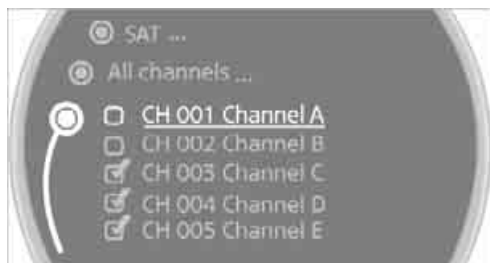 SAT ...
All channels ...
CH 001 Channel A
CH 002 Channel B
CH 003 Channel C
CH 004 Channel D
CH 005 Channel E